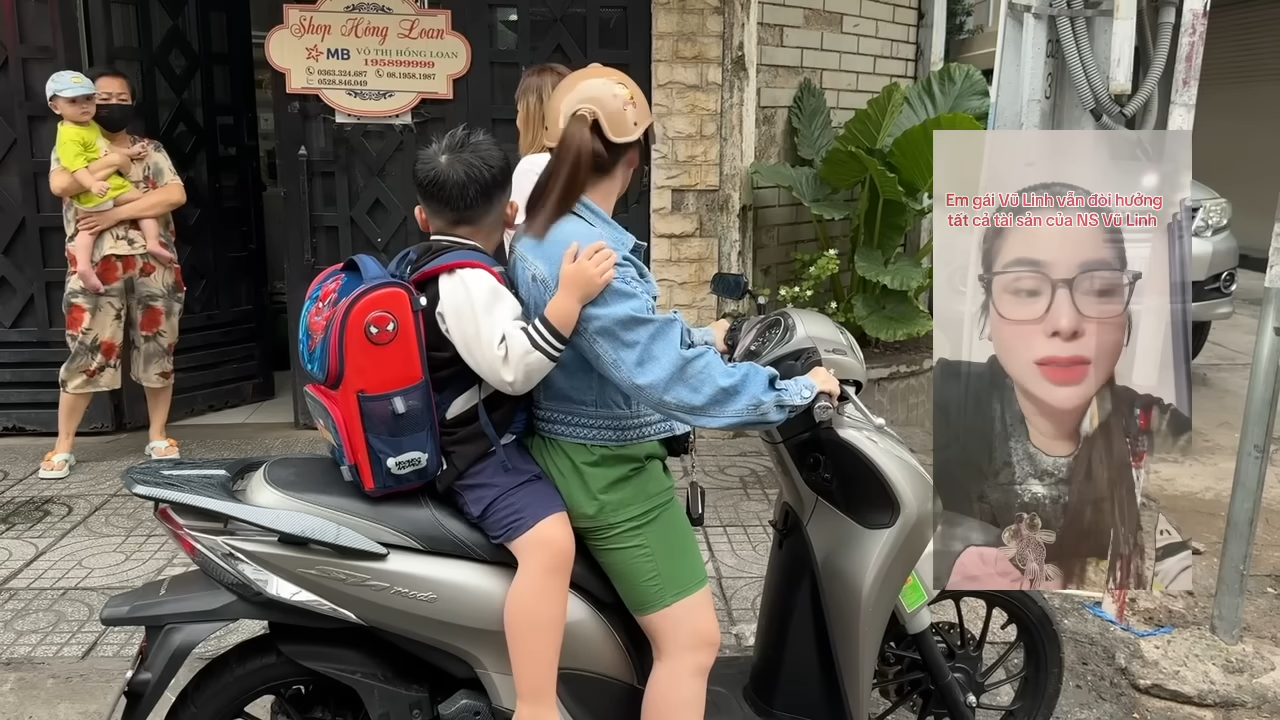 Shop Hồng Loan
MB VÕ THỊ HỒNG LOAN
195899999
0363.324.687 08.1958.1987
0528.846.049
Em gái Vũ Linh vẫn đòi hưởng
tất cả tài sản của NS Vũ Linh
SH mode